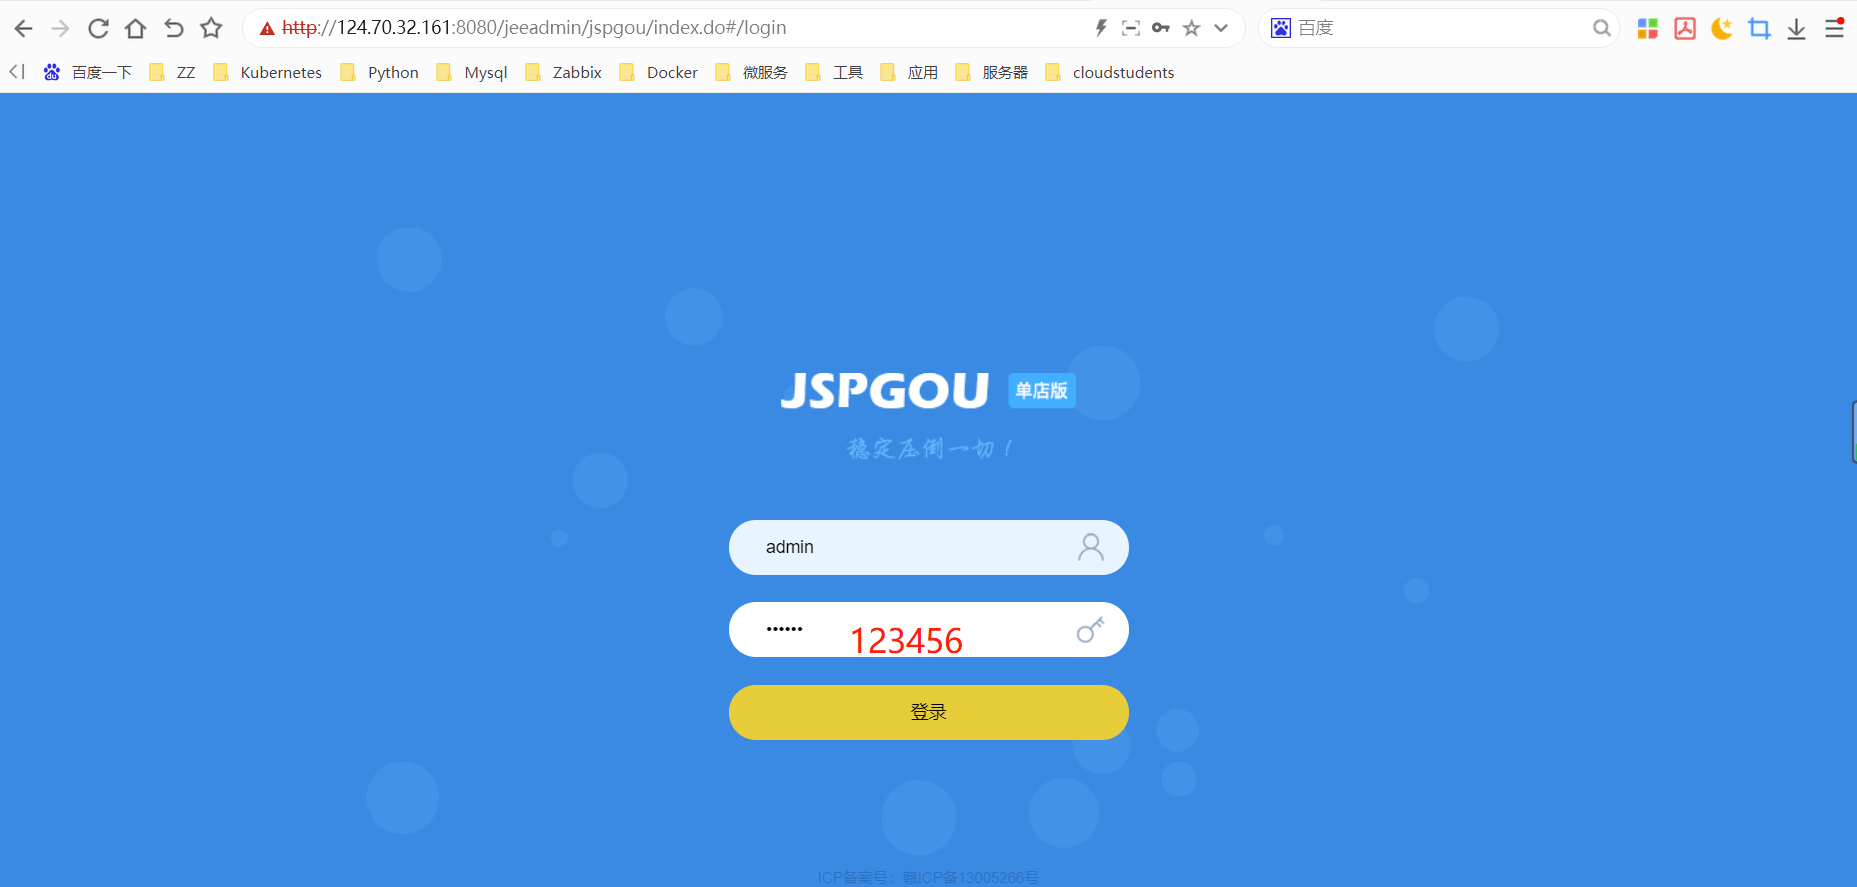 http://124.70.32.161:8080/jeeadmin/jspgou/index.do#/login 百度
百度一下 ZZ Kubernetes Python Mysql Zabbix Docker 微服务 工具 应用 服务器 cloudstudents
JSPGOU 单店版
稳定压倒一切！
admin
•••••• 123456
登录
ICP备案号：赣ICP备13005266号